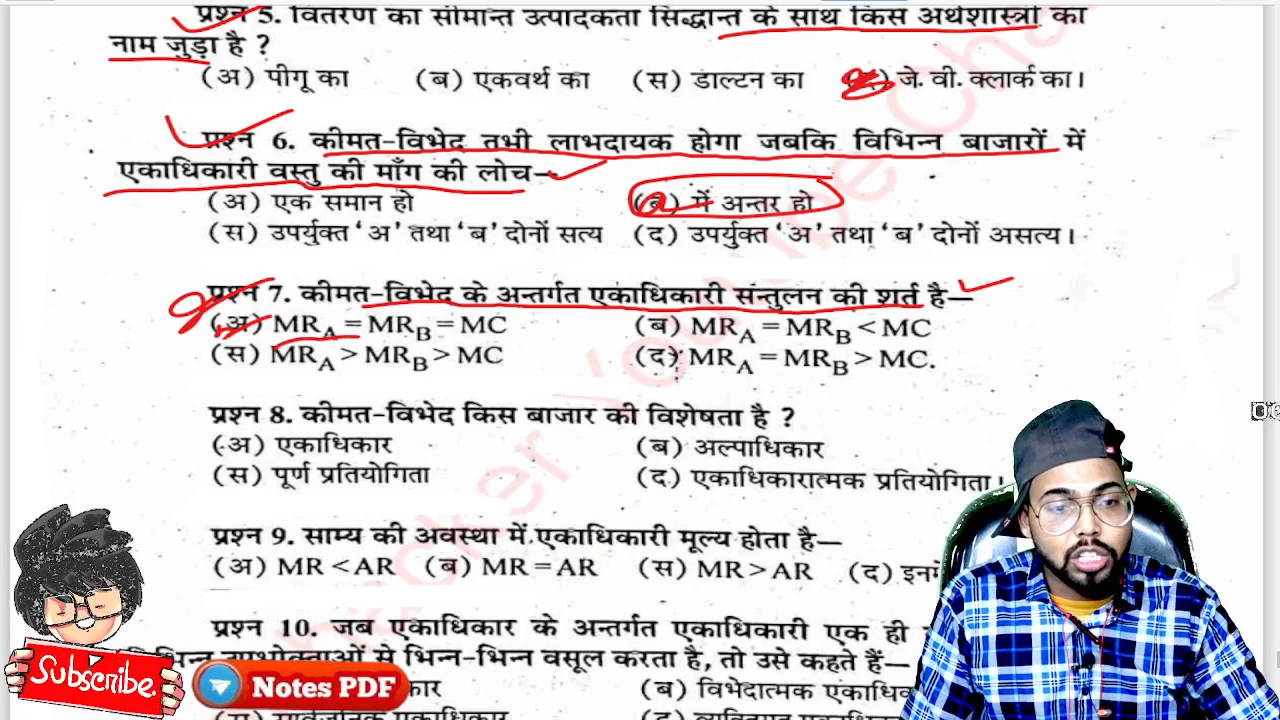 प्रश्न 5. वितरण का सीमान्त उत्पादकता सिद्धान्त के साथ किस अर्थशास्त्री का
नाम जुड़ा है ?
(अ) पीगू का (ब) एकवर्थ का (स) डाल्टन का (द) जे. वी. क्लार्क का।
प्रश्न 6. कीमत-विभेद तभी लाभदायक होगा जबकि विभिन्न बाजारों में
एकाधिकारी वस्तु की माँग की लोच—
(अ) एक समान हो (ब) में अन्तर हो
(स) उपर्युक्त ‘अ’ तथा ‘ब’ दोनों सत्य (द) उपर्युक्त ‘अ’ तथा ‘ब’ दोनों असत्य।
प्रश्न 7. कीमत-विभेद के अन्तर्गत एकाधिकारी सन्तुलन की शर्त है—
(अ) MRA = MRB = MC (ब) MRA = MRB < MC
(स) MRA > MRB > MC (द) MRA = MRB > MC.
प्रश्न 8. कीमत-विभेद किस बाजार की विशेषता है ?
(अ) एकाधिकार (ब) अल्पाधिकार
(स) पूर्ण प्रतियोगिता (द) एकाधिकारात्मक प्रतियोगिता।
प्रश्न 9. साम्य की अवस्था में एकाधिकारी मूल्य होता है—
(अ) MR < AR (ब) MR = AR (स) MR > AR (द)
प्रश्न 10. जब एकाधिकार के अन्तर्गत एकाधिकारी एक ही
उपभोक्ताओं से भिन्न-भिन्न वसूल करता है, तो उसे कहते हैं—
(ब) विभेदात्मक
Subscribe.
Notes PDF